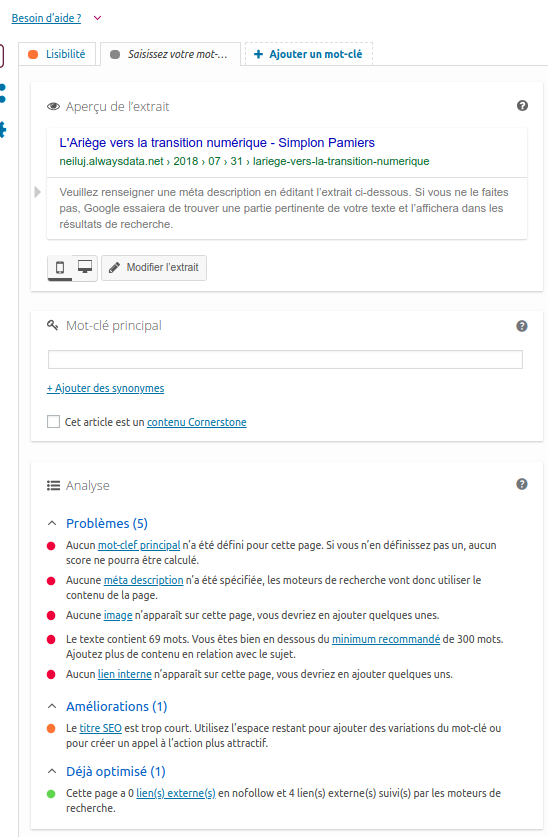 Besoin d'aide ?
Lisibilité
Saisissez votre mot-…
+ Ajouter un mot-clé
Aperçu de l'extrait
L'Ariège vers la transition numérique - Simplon Pamiers
neiluj.alwaysdata.net › 2018 › 07 › 31 › lariege-vers-la-transition-numerique
Veuillez renseigner une méta description en éditant l'extrait ci-dessous. Si vous ne le faites
pas, Google essaiera de trouver une partie pertinente de votre texte et l'affichera dans les
résultats de recherche.
Modifier l'extrait
Mot-clé principal
+ Ajouter des synonymes
Cet article est un contenu Cornerstone
Analyse
Problèmes (5)
Aucun mot-clef principal n'a été défini pour cette page. Si vous n'en définissez pas un, aucun
score ne pourra être calculé.
Aucune méta description n'a été spécifiée, les moteurs de recherche vont donc utiliser le
contenu de la page.
Aucune image n'apparaît sur cette page, vous devriez en ajouter quelques unes.
Le texte contient 69 mots. Vous êtes bien en dessous du minimum recommandé de 300 mots.
Ajoutez plus de contenu en relation avec le sujet.
Aucun lien interne n'apparaît sur cette page, vous devriez en ajouter quelques uns.
Améliorations (1)
Le titre SEO est trop court. Utilisez l'espace restant pour ajouter des variations du mot-clé ou
pour créer un appel à l'action plus attractif.
Déjà optimisé (1)
Cette page a 0 lien(s) externe(s) en nofollow et 4 lien(s) externe(s) suivi(s) par les moteurs de
recherche.